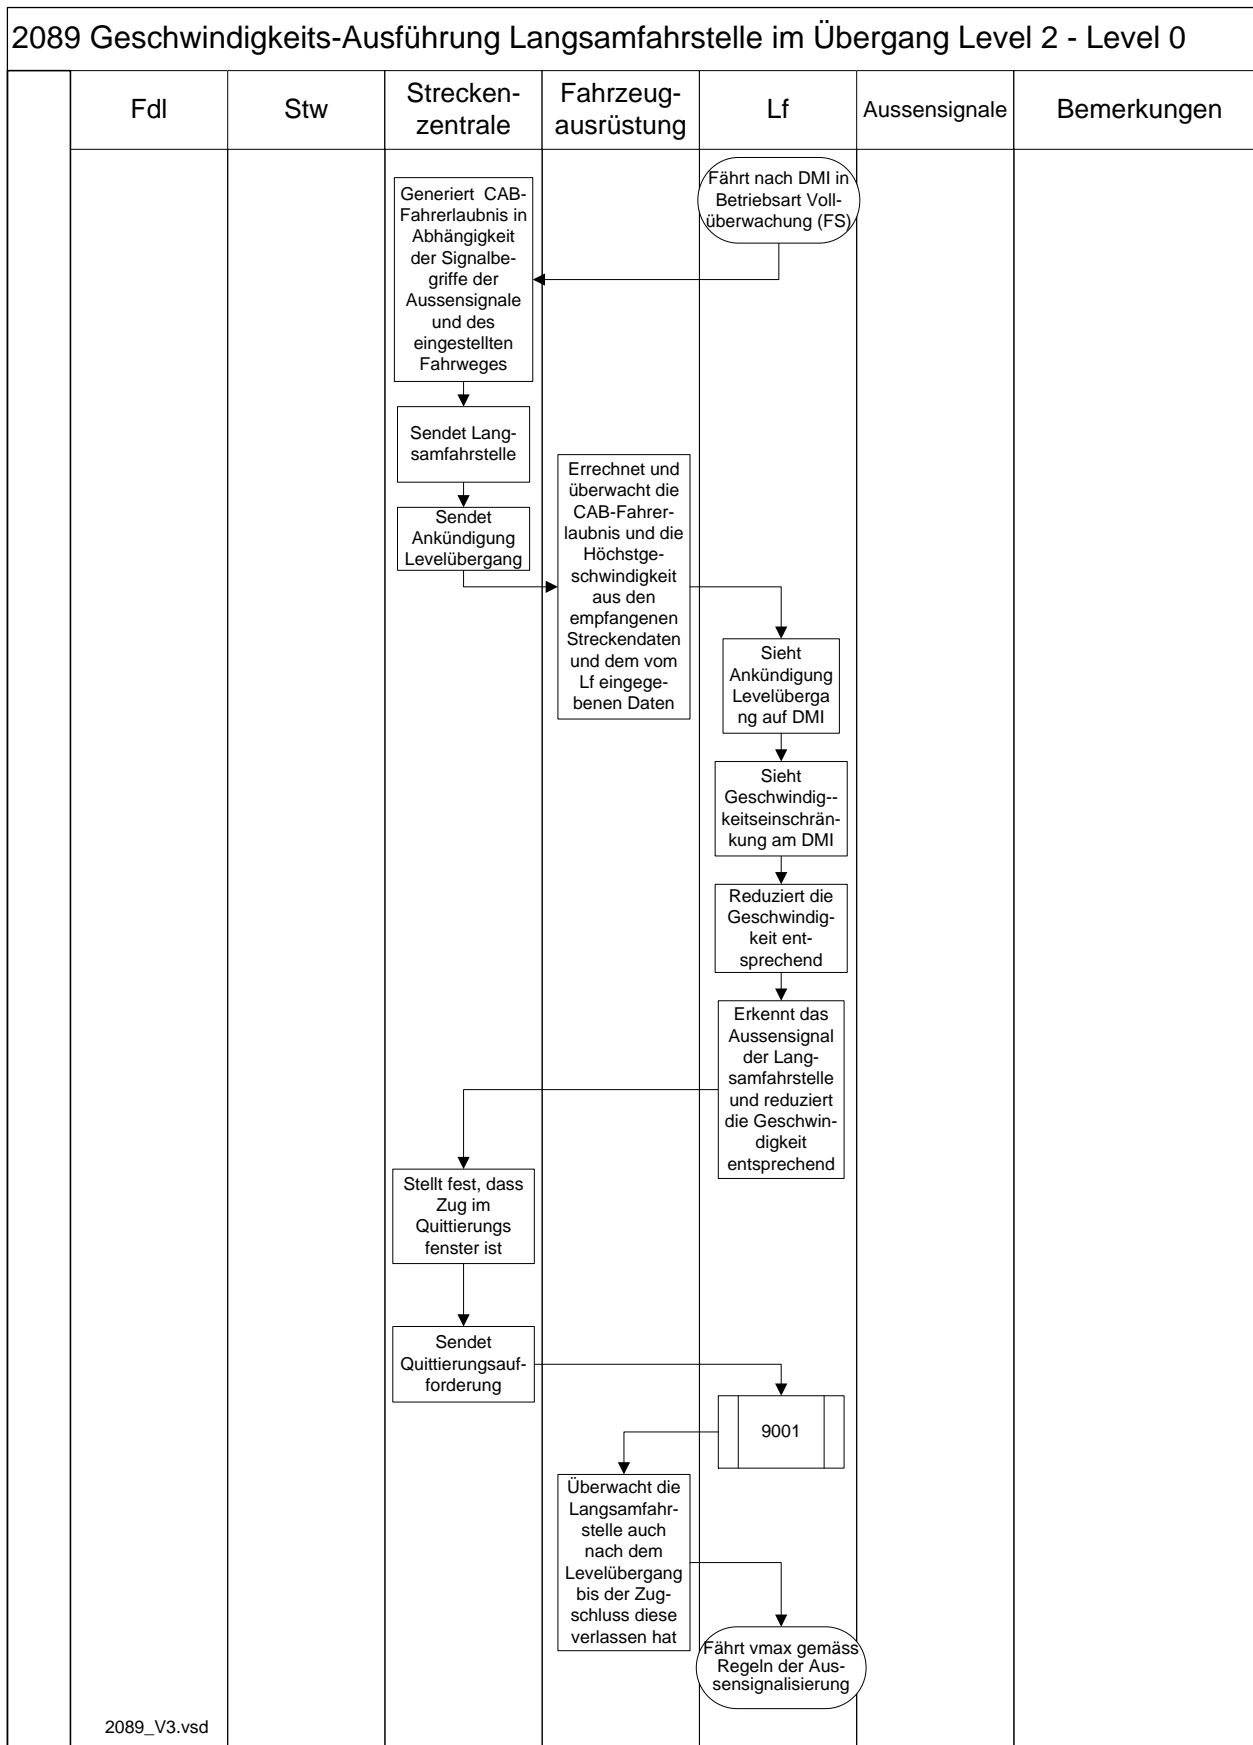 2089 Geschwindigkeits-Ausführung Langsamfahrstelle im Übergang Level 2 - Level 0
Fdl
Stw
Strecken-
zentrale
Fahrzeug-
ausrüstung
Lf
Aussensignale
Bemerkungen
Fährt nach DMI in
Betriebsart Voll-
überwachung (FS)
Generiert CAB-
Fahrerlaubnis in
Abhängigkeit
der Signalbe-
griffe der
Aussensignale
und des
eingestellten
Fahrweges
Sendet Lang-
samfahrstelle
Sendet
Ankündigung
Levelübergang
Errechnet und
überwacht die
CAB-Fahrer-
laubnis und die
Höchstge-
schwindigkeit
aus den
empfangenen
Streckendaten
und dem vom
Lf eingege-
benen Daten
Sieht
Ankündigung
Levelüberga
ng auf DMI
Sieht
Geschwindig--
keitseinschrän-
kung am DMI
Reduziert die
Geschwindig-
keit ent-
sprechend
Erkennt das
Aussensignal
der Lang-
samfahrstelle
und reduziert
die Geschwin-
digkeit
entsprechend
Stellt fest, dass
Zug im
Quittierungs
fenster ist
Sendet
Quittierungsauf-
forderung
9001
Überwacht die
Langsamfahr-
stelle auch
nach dem
Levelübergang
bis der Zug-
schluss diese
verlassen hat
Fährt vmax gemäss
Regeln der Aus-
sensignalisierung
2089_V3.vsd